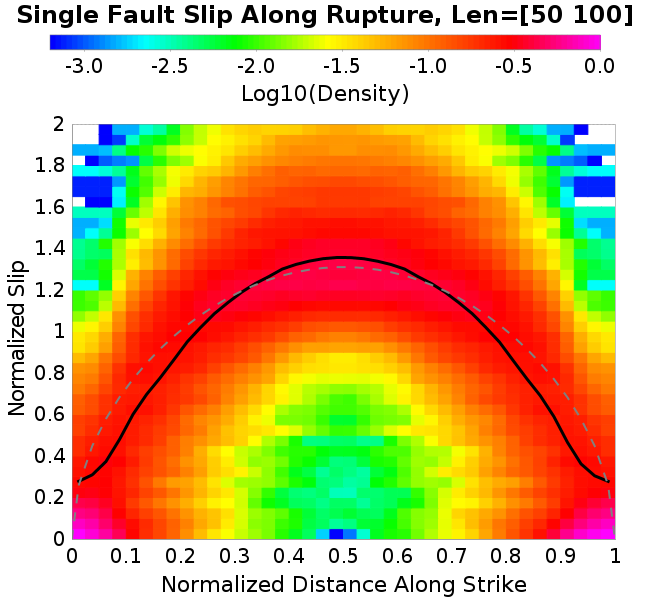 Single Fault Slip Along Rupture, Len=[50 100]
-3.0 -2.5 -2.0 -1.5 -1.0 -0.5 0.0
Log10(Density)
2
1.8
1.6
1.4
1.2
1
0.8
0.6
0.4
0.2
0
Normalized Slip
0 0.1 0.2 0.3 0.4 0.5 0.6 0.7 0.8 0.9 1
Normalized Distance Along Strike